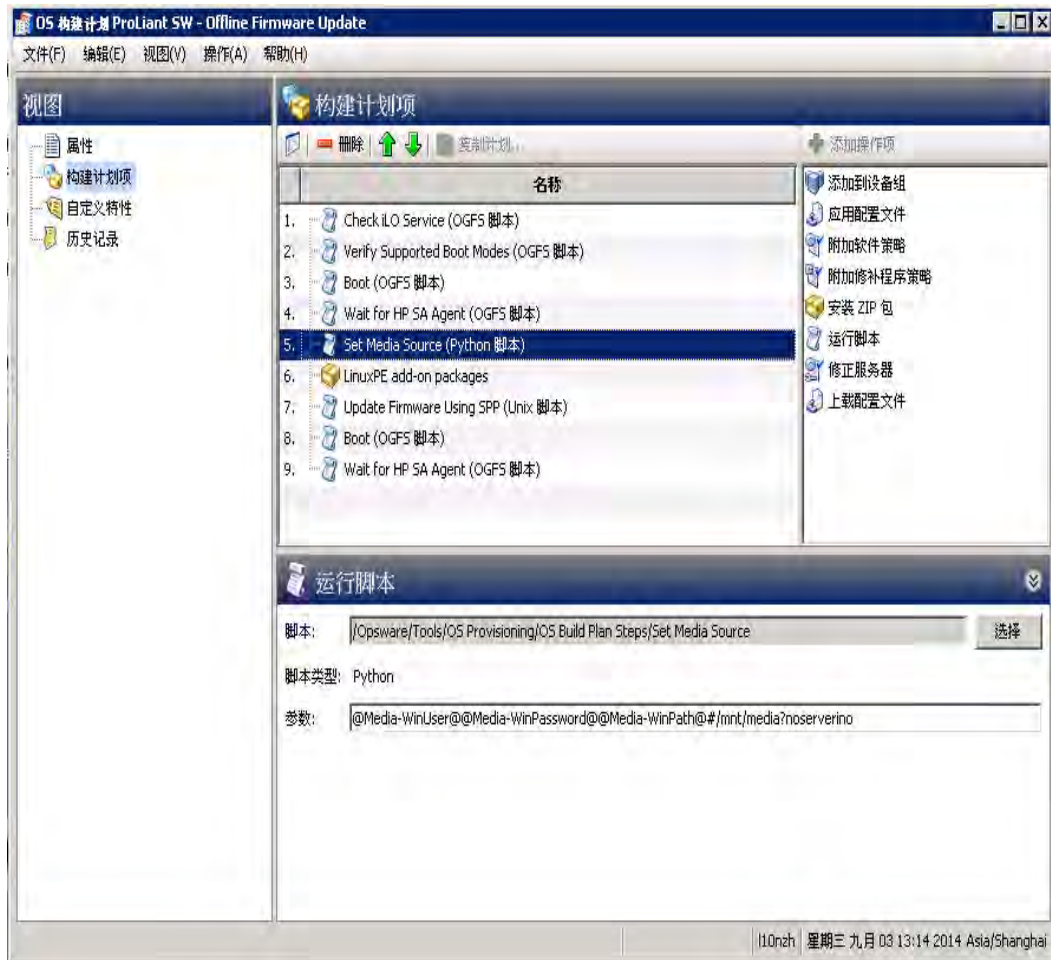 OS 构建计划 ProLiant SW - Offline Firmware Update
文件(F) 编辑(E) 视图(V) 操作(A) 帮助(H)
视图
属性
构建计划项
自定义特性
历史记录
构建计划项
删除 复制计划...
添加操作项
名称
1. Check iLO Service (OGFS 脚本)
2. Verify Supported Boot Modes (OGFS 脚本)
3. Boot (OGFS 脚本)
4. Wait for HP SA Agent (OGFS 脚本)
5. Set Media Source (Python 脚本)
6. LinuxPE add-on packages
7. Update Firmware Using SPP (Unix 脚本)
8. Boot (OGFS 脚本)
9. Wait for HP SA Agent (OGFS 脚本)
添加到设备组
应用配置文件
附加软件策略
附加修补程序策略
安装 ZIP 包
运行脚本
修正服务器
上载配置文件
运行脚本
脚本: /Opsware/Tools/OS Provisioning/OS Build Plan Steps/Set Media Source 选择
脚本类型: Python
参数: @Media-WinUser@@Media-WinPassword@@Media-WinPath@#/mnt/media?noserverino
l10nzh 星期三 九月 03 13:14 2014 Asia/Shanghai